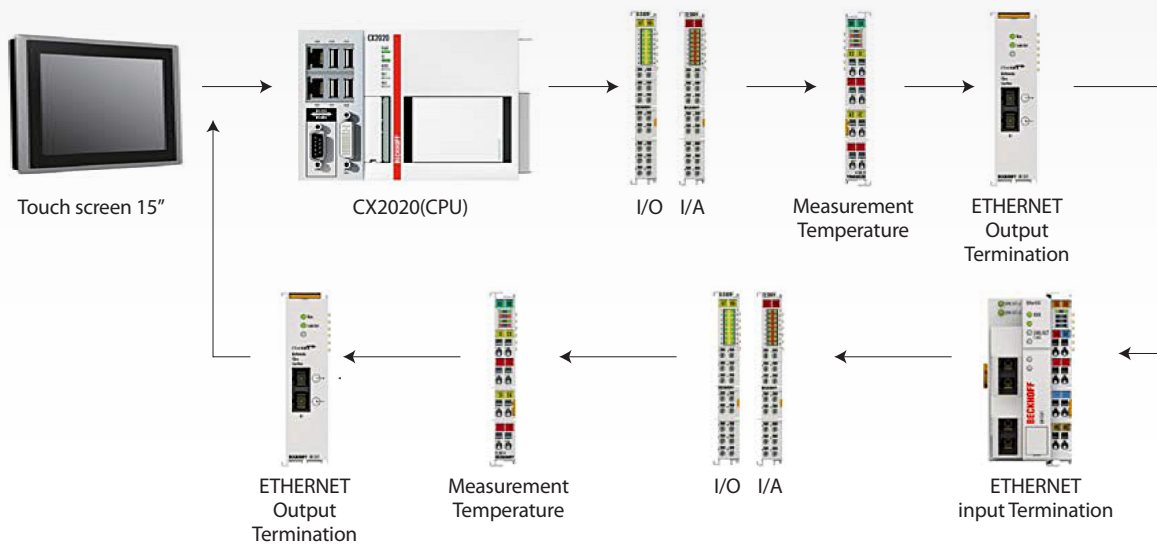 CX2020
BECKHOFF
Touch screen 15”
CX2020(CPU)
I/O
I/A
Measurement
Temperature
ETHERNET
Output
Termination
BECKHOFF
ETHERNET
Output
Termination
Measurement
Temperature
I/O
I/A
ETHERNET
input Termination